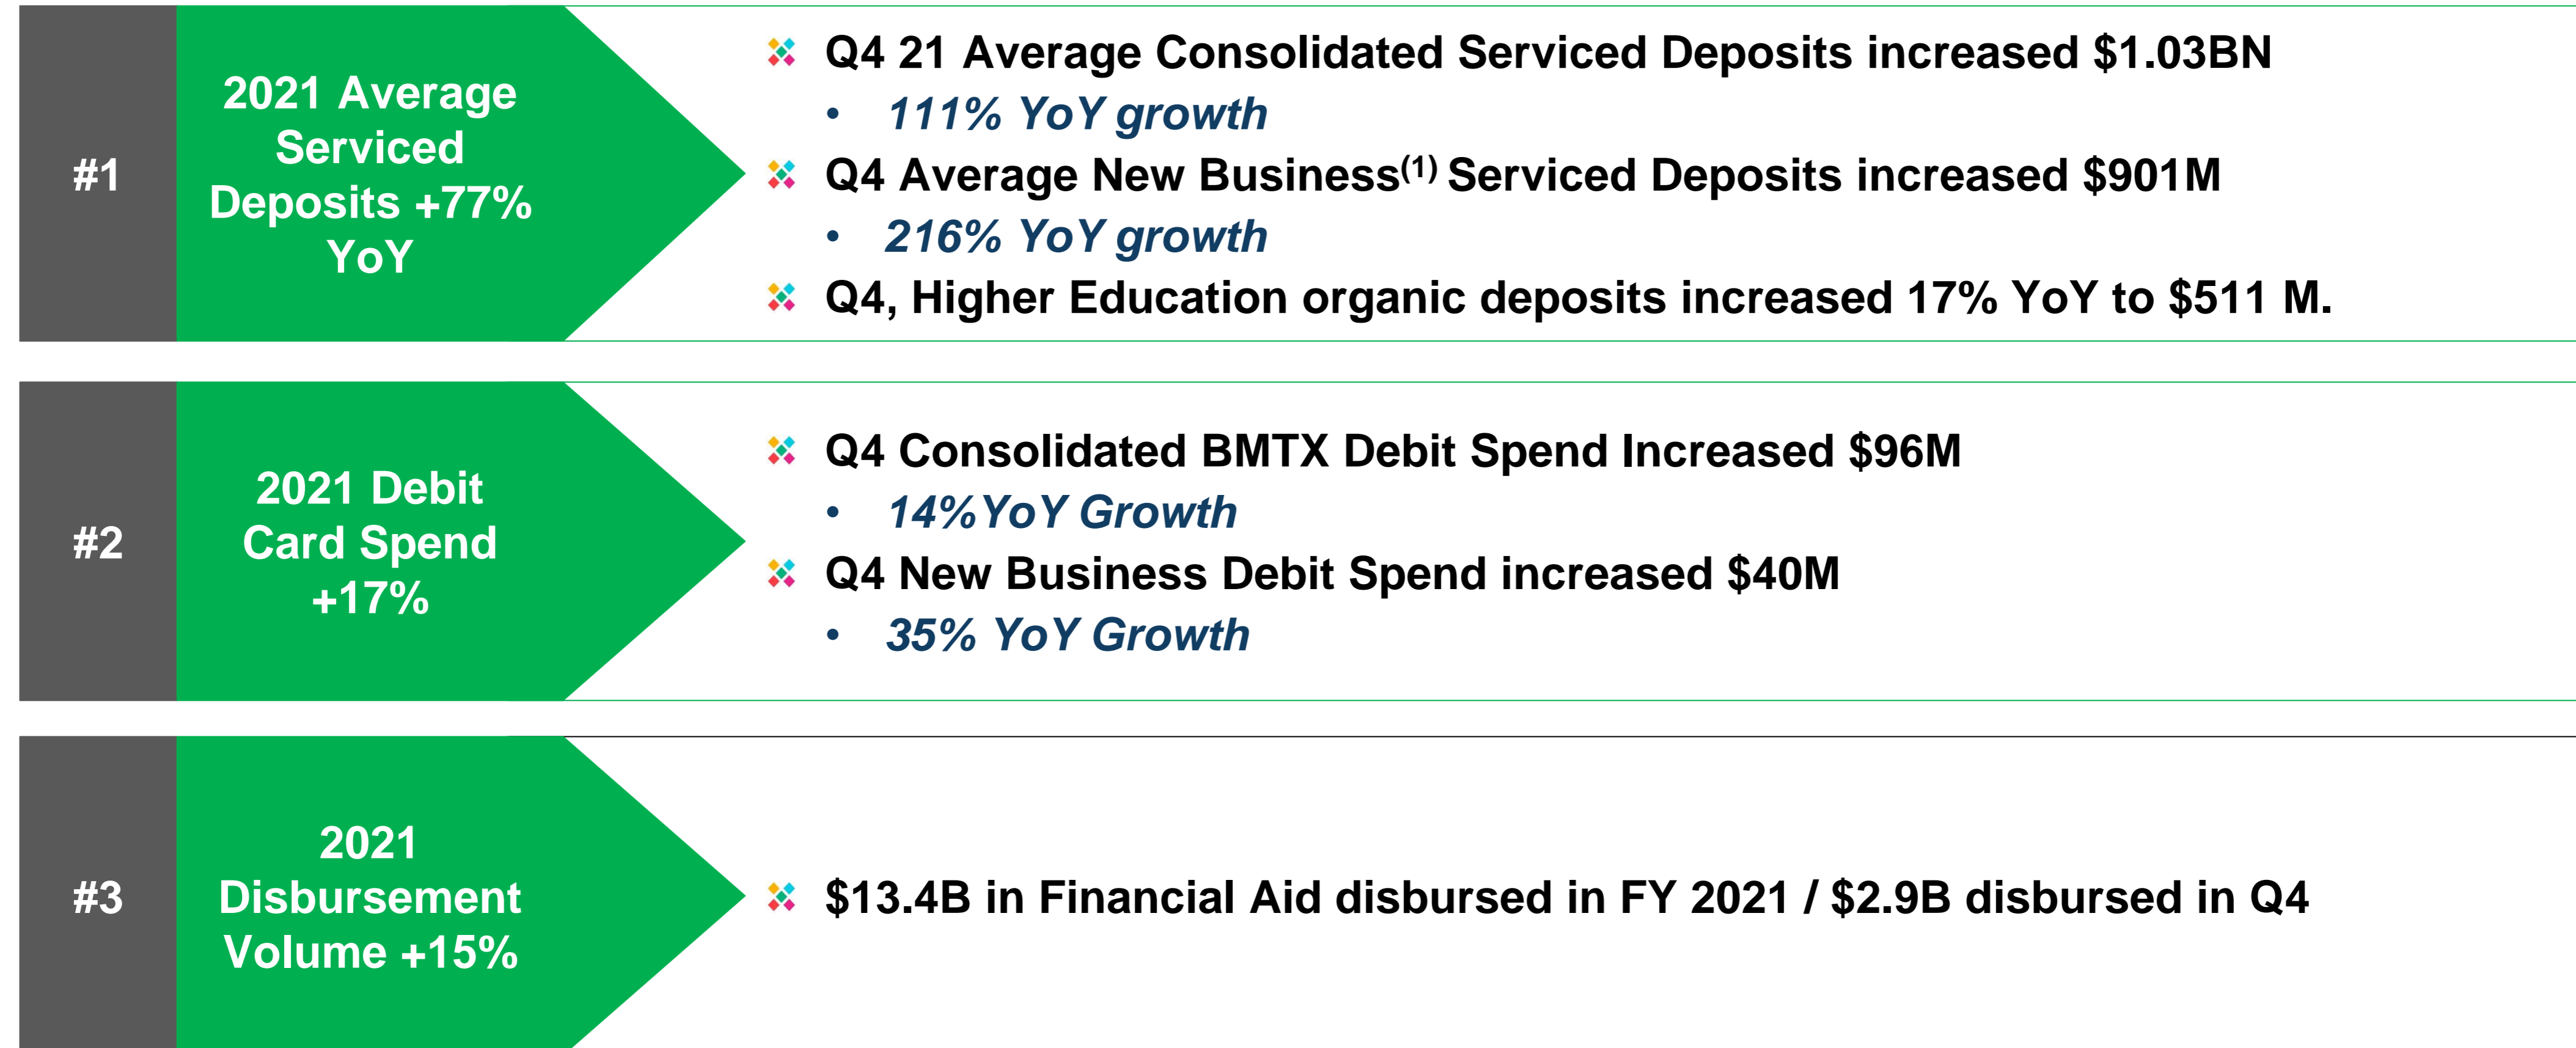 #1
2021 Average
Serviced
Deposits +77%
YoY
Q4 21 Average Consolidated Serviced Deposits increased $1.03BN
• 111% YoY growth
Q4 Average New Business(1) Serviced Deposits increased $901M
• 216% YoY growth
Q4, Higher Education organic deposits increased 17% YoY to $511 M.
#2
2021 Debit
Card Spend
+17%
Q4 Consolidated BMTX Debit Spend Increased $96M
• 14%YoY Growth
Q4 New Business Debit Spend increased $40M
• 35% YoY Growth
#3
2021
Disbursement
Volume +15%
$13.4B in Financial Aid disbursed in FY 2021 / $2.9B disbursed in Q4